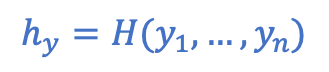 h_y = H(y_1, …, y_n)